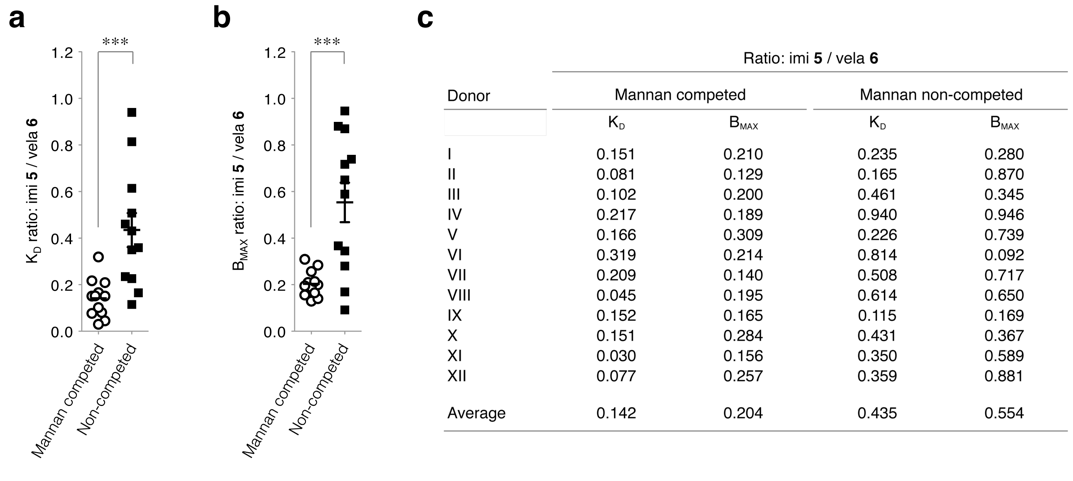 a
K_D ratio: imi 5 / vela 6
***
1.2
1.0
0.8
0.6
0.4
0.2
0.0
Mannan competed
Non-competed
b
B_MAX ratio: imi 5 / vela 6
***
1.2
1.0
0.8
0.6
0.4
0.2
0.0
Mannan competed
Non-competed
c
Ratio: imi 5 / vela 6
Donor Mannan competed Mannan non-competed
K_D B_MAX K_D B_MAX
I 0.151 0.210 0.235 0.280
II 0.081 0.129 0.165 0.870
III 0.102 0.200 0.461 0.345
IV 0.217 0.189 0.940 0.946
V 0.166 0.309 0.226 0.739
VI 0.319 0.214 0.814 0.092
VII 0.209 0.140 0.508 0.717
VIII 0.045 0.195 0.614 0.650
IX 0.152 0.165 0.115 0.169
X 0.151 0.284 0.431 0.367
XI 0.030 0.156 0.350 0.589
XII 0.077 0.257 0.359 0.881
Average 0.142 0.204 0.435 0.554